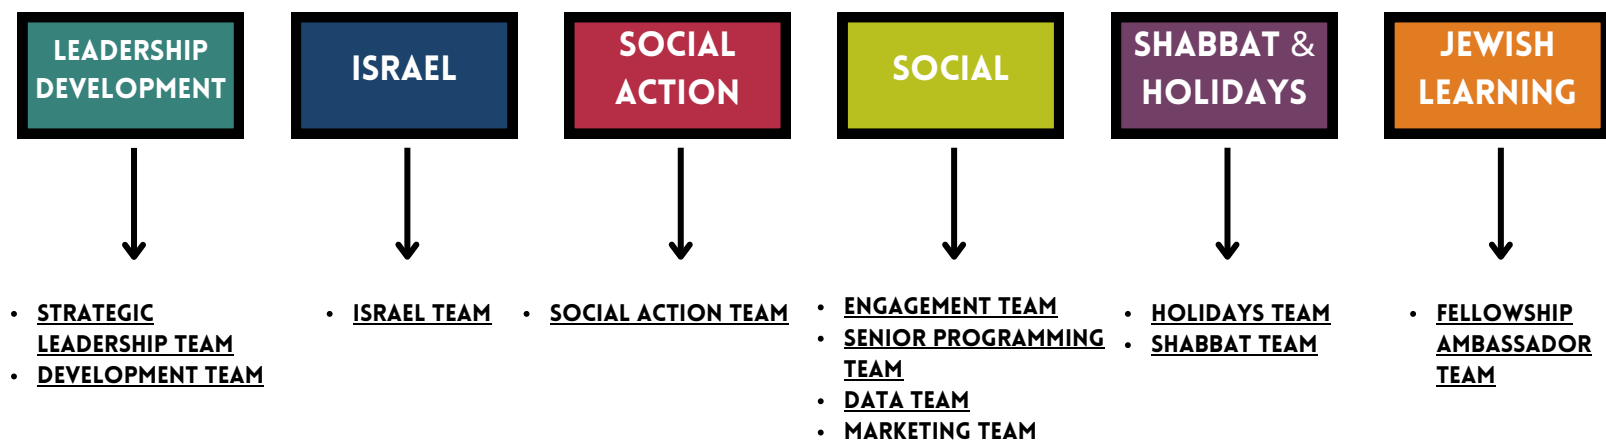 LEADERSHIP
DEVELOPMENT
ISRAEL
SOCIAL
ACTION
SOCIAL
SHABBAT &
HOLIDAYS
JEWISH
LEARNING
• STRATEGIC
LEADERSHIP TEAM
• DEVELOPMENT TEAM
• ISRAEL TEAM
• SOCIAL ACTION TEAM
• ENGAGEMENT TEAM
• SENIOR PROGRAMMING
TEAM
• DATA TEAM
• MARKETING TEAM
• HOLIDAYS TEAM
• SHABBAT TEAM
• FELLOWSHIP
AMBASSADOR
TEAM